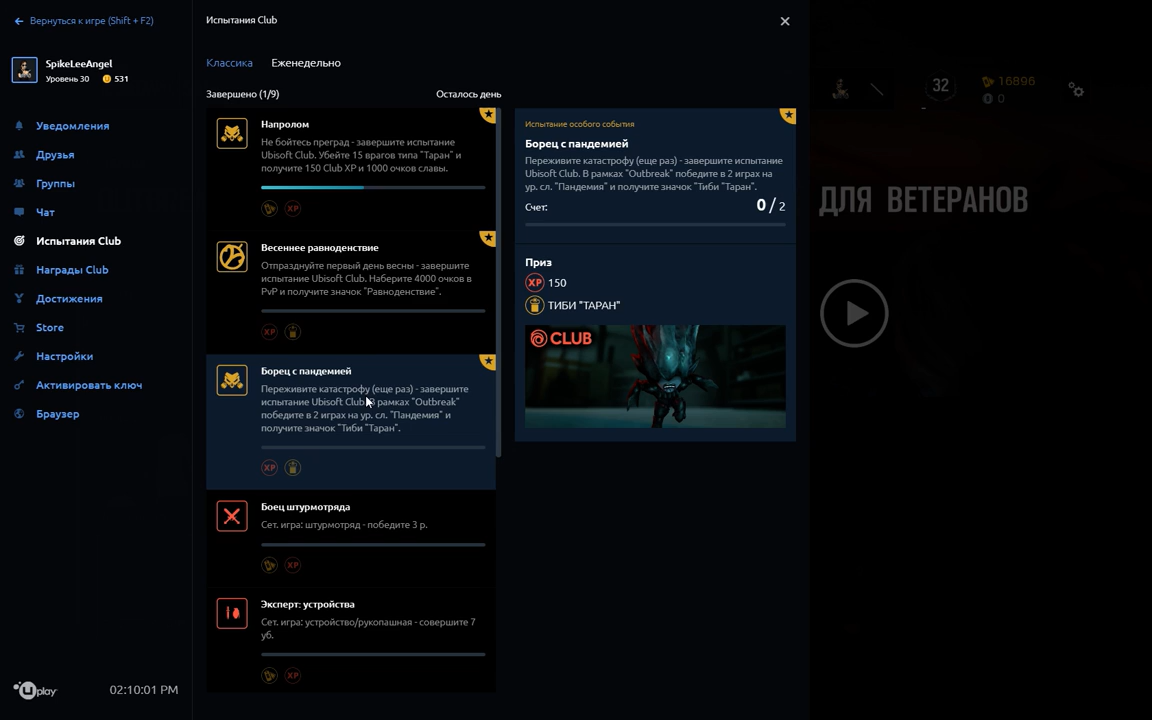 Вернуться к игре (Shift + F2)
SpikeLeeAngel
Уровень 30
531
Уведомления
Друзья
Группы
Чат
Испытания Club
Награды Club
Достижения
Store
Настройки
Активировать ключ
Браузер
uplay
02:10:01 PM
Испытания Club
Классика
Еженедельно
Завершено (1/9)
Осталось день
Напролом
Не бойтесь преград - завершите испытание
Ubisoft Club. Убейте 15 врагов типа "Таран" и
получите 150 Club XP и 1000 очков славы.
XP
Весеннее равноденствие
Отпразднуйте первый день весны - завершите
испытание Ubisoft Club. Наберите 4000 очков в
PvP и получите значок "Равноденствие".
XP
Борец с пандемией
Переживите катастрофу (еще раз) - завершите
испытание Ubisoft Club. В рамках "Outbreak"
победите в 2 играх на ур. сл. "Пандемия" и
получите значок "Тиби "Таран".
XP
Боец штурмотряда
Сет. игра: штурмотряд - победите 3 р.
XP
Эксперт: устройства
Сет. игра: устройство/рукопашная - совершите 7
уб.
XP
Испытание особого события
Борец с пандемией
Переживите катастрофу (еще раз) - завершите испытание
Ubisoft Club. В рамках "Outbreak" победите в 2 играх на
ур. сл. "Пандемия" и получите значок "Тиби "Таран".
Счет:
0 / 2
Приз
XP 150
ТИБИ "ТАРАН"
CLUB
32
16896
0
ДЛЯ ВЕТЕРАНОВ